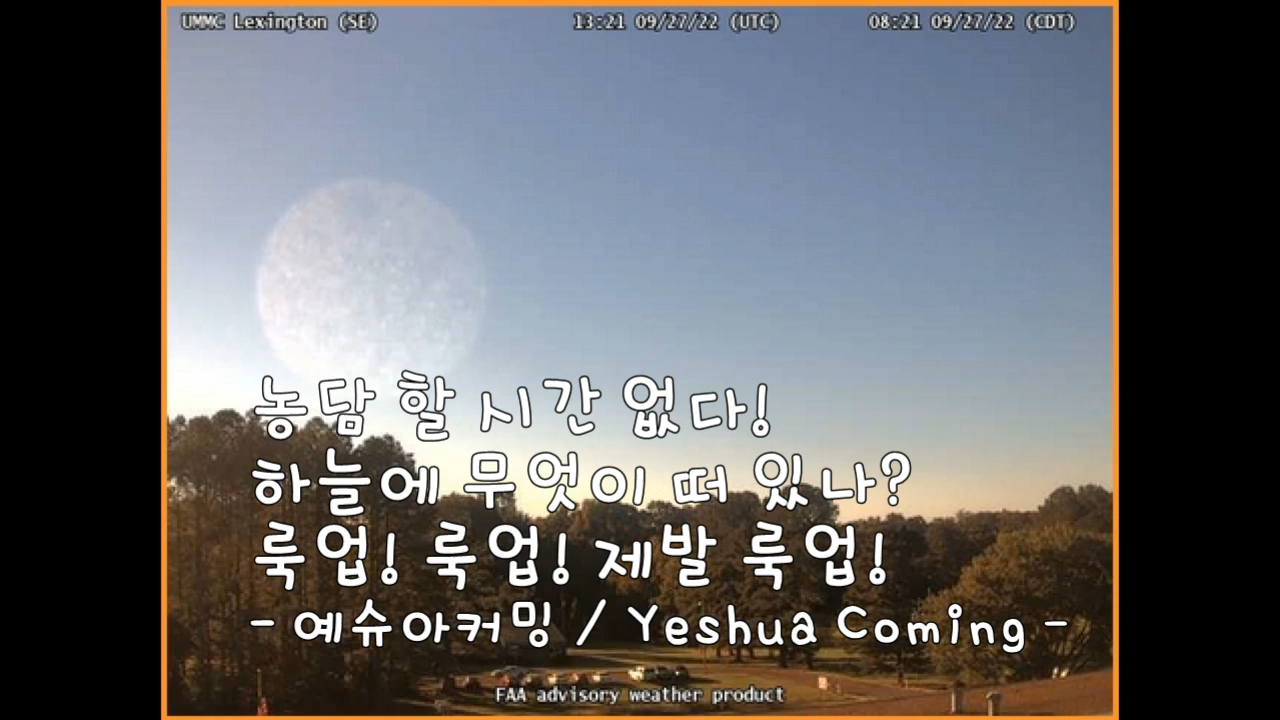 UMMC Lexington (SE) 13:21 09/27/22 (UTC) 08:21 09/27/22 (CDT)
농담 할 시간 없다!
하늘에 무엇이 떠 있나?
룩업! 룩업! 제발 룩업!
- 예슈아커밍 / Yeshua Coming -
FAA advisory weather product